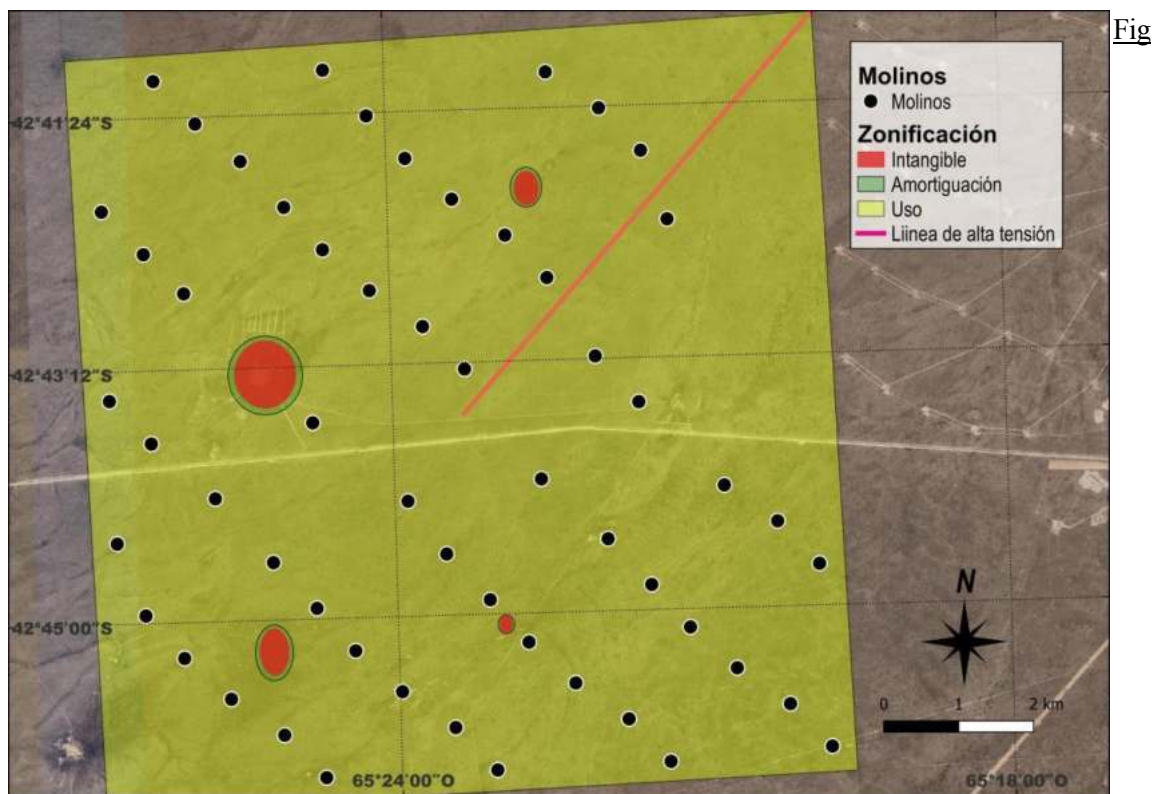 Fig
Molinos
Molinos
Zonificación
Intangible
Amortiguación
Uso
Liinea de alta tensión
42°41'24"S
42°43'12"S
42°45'00"S
N
0 1 2 km
65°24'00"O
65°18'00"O